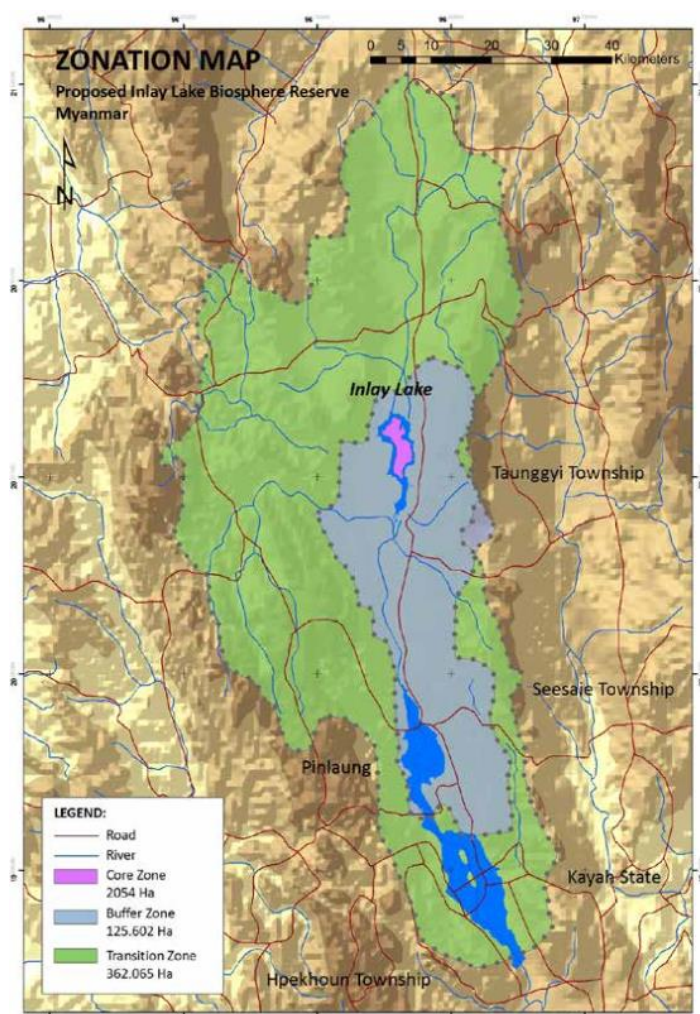 ZONATION MAP
Proposed Inlay Lake Biosphere Reserve
Myanmar
0 5 10 20 30 40
Kilometers
N
Inlay Lake
Taunggyi Township
Seesaie Township
Pinlaung
Kayah State
Hpekhoun Township
LEGEND:
Road
River
Core Zone
2054 Ha
Buffer Zone
125.602 Ha
Transition Zone
362.065 Ha